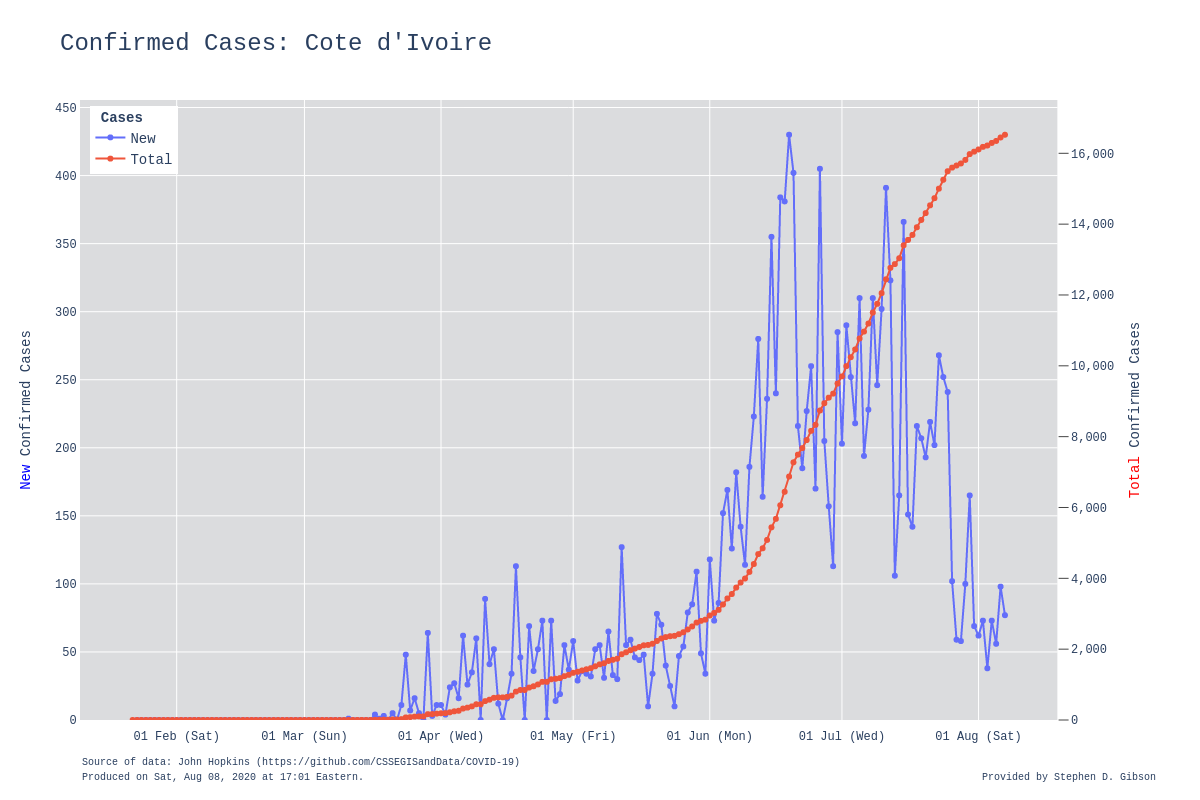 Confirmed Cases: Cote d'Ivoire
Cases
New
Total
450
400
350
300
250
200
150
100
50
0
New Confirmed Cases
16,000
14,000
12,000
10,000
8,000
6,000
4,000
2,000
0
Total Confirmed Cases
01 Feb (Sat)
01 Mar (Sun)
01 Apr (Wed)
01 May (Fri)
01 Jun (Mon)
01 Jul (Wed)
01 Aug (Sat)
Source of data: John Hopkins (https://github.com/CSSEGISandData/COVID-19)
Produced on Sat, Aug 08, 2020 at 17:01 Eastern.
Provided by Stephen D. Gibson